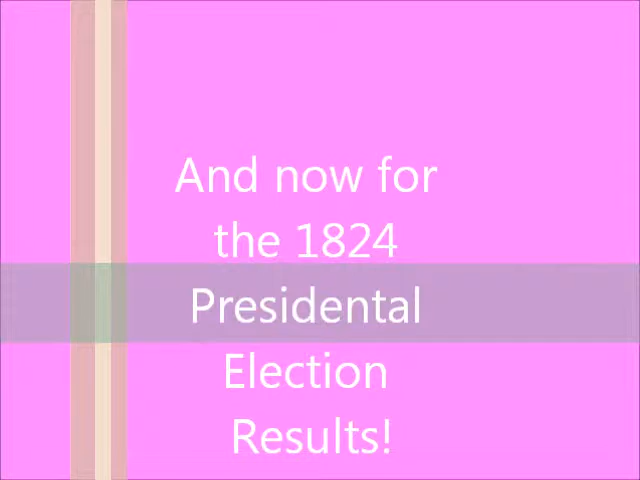 And now for
the 1824
Presidental
Election
Results!